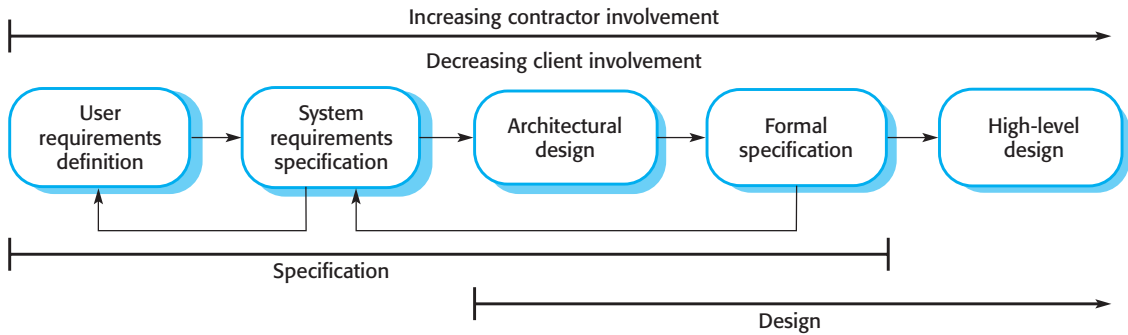 Increasing contractor involvement
Decreasing client involvement
User
requirements
definition
System
requirements
specification
Architectural
design
Formal
specification
High-level
design
Specification
Design